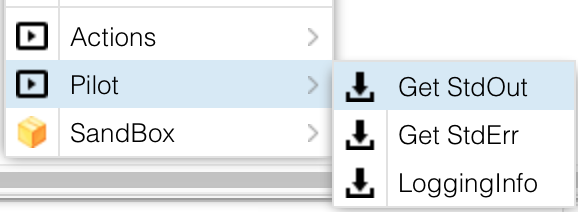 Actions
Pilot
SandBox
Get StdOut
Get StdErr
LoggingInfo